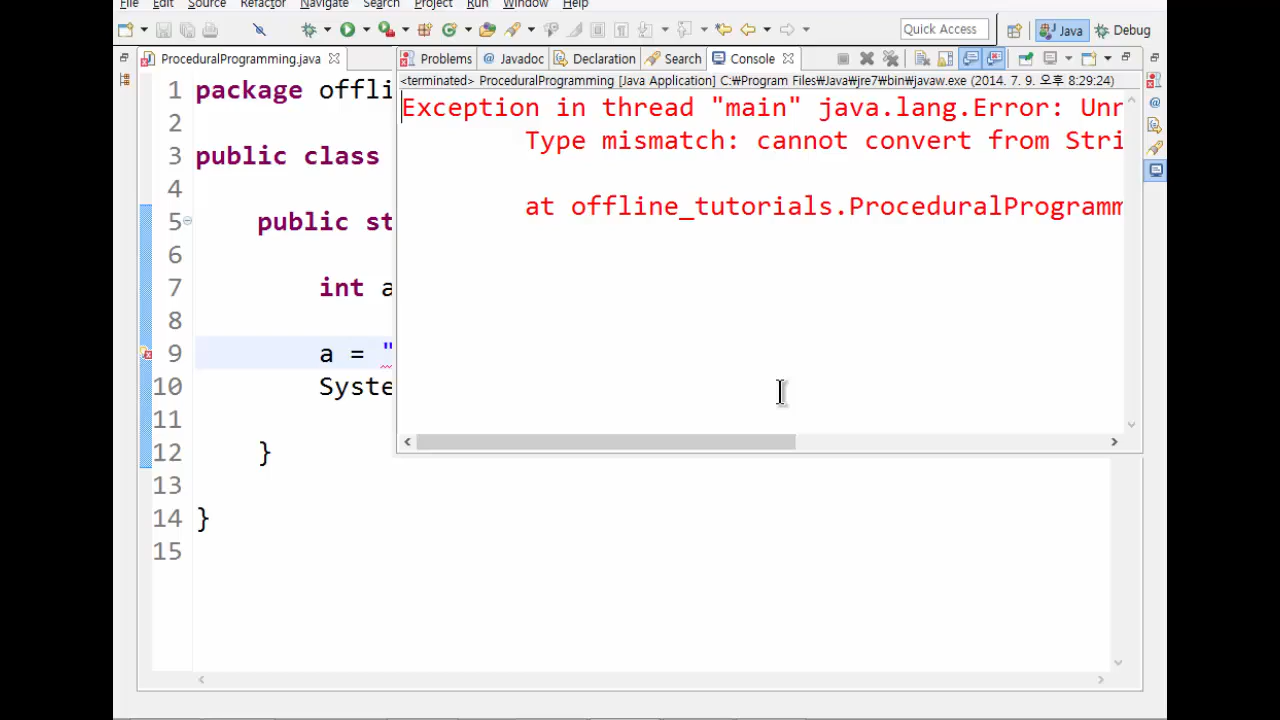 File Edit Source Refactor Navigate Search Project Run Window Help
Quick Access Java Debug
ProceduralProgramming.java
Problems @ Javadoc Declaration Search Console
<terminated> ProceduralProgramming [Java Application] C:₩Program Files₩Java₩jre7₩bin₩javaw.exe (2014. 7. 9. 오후 8:29:24)
1 package offli
2
3 public class
4
5 public st
6
7 int a
8
9 a = "
10 Syste
11
12 }
13
14 }
15
Exception in thread "main" java.lang.Error: Unr
Type mismatch: cannot convert from Stri
at offline_tutorials.ProceduralProgramm